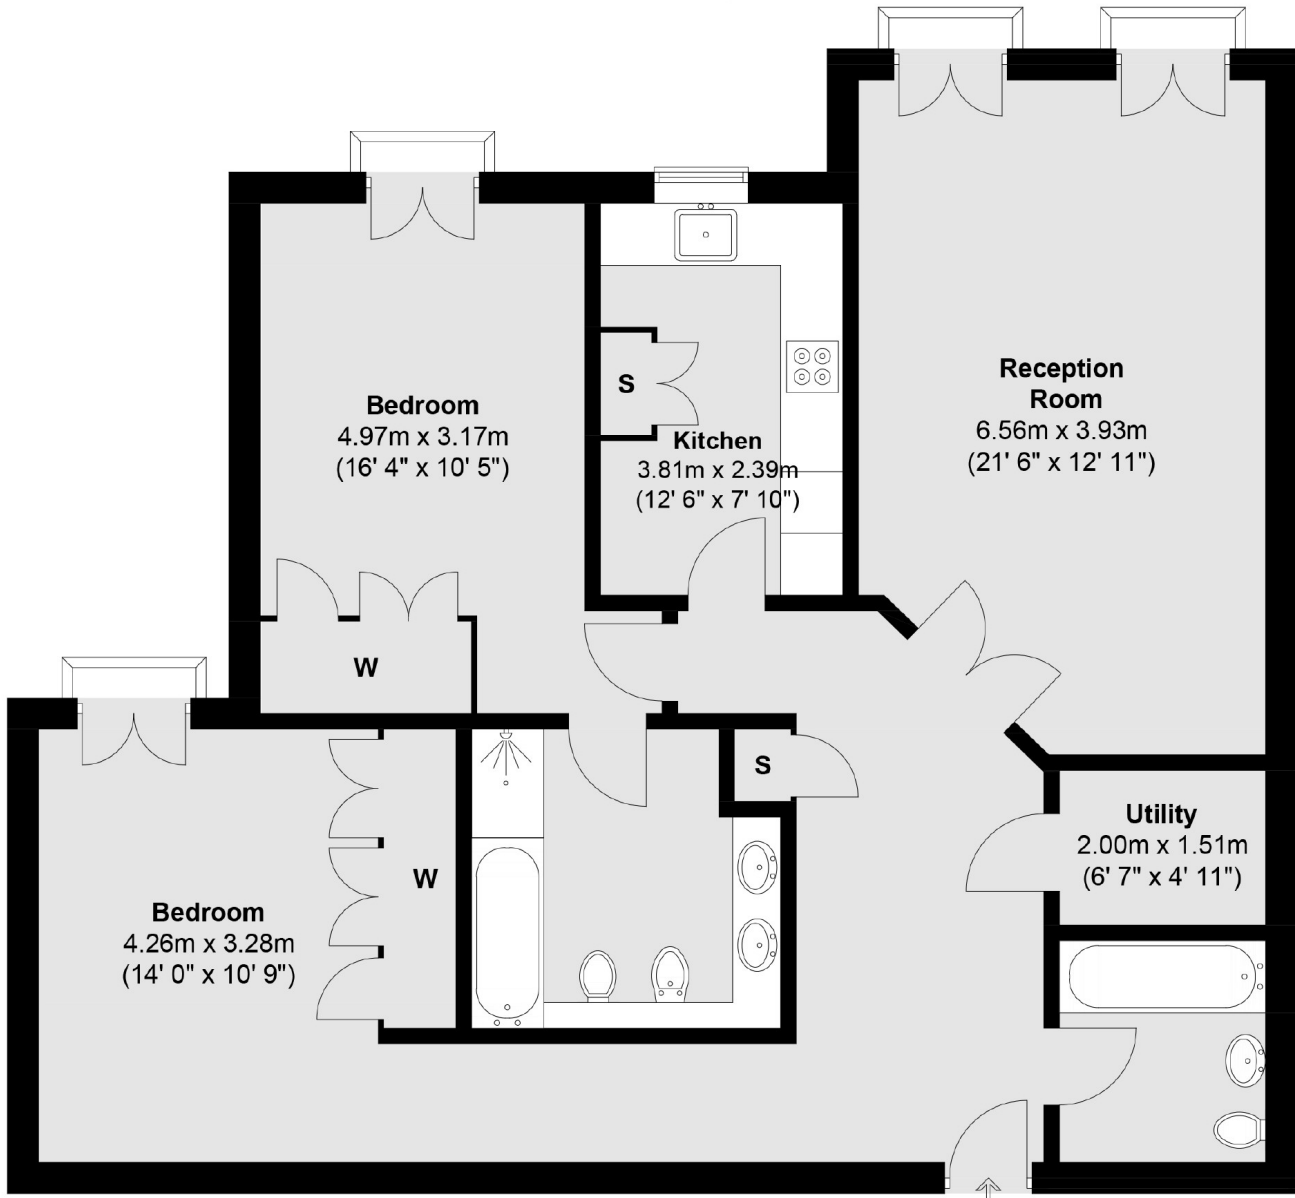 Reception
Room
6.56m x 3.93m
(21' 6" x 12' 11")
Bedroom
4.97m x 3.17m
(16' 4" x 10' 5")
S
Kitchen
3.81m x 2.39m
(12' 6" x 7' 10")
W
S
Utility
2.00m x 1.51m
(6' 7" x 4' 11")
W
Bedroom
4.26m x 3.28m
(14' 0" x 10' 9")